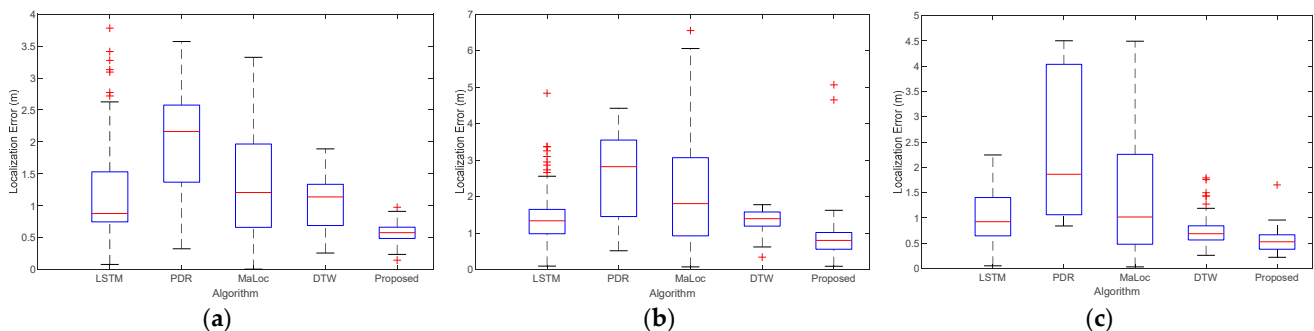 4
3.5
3
2.5
2
1.5
1
0.5
0
Localization Error (m)
LSTM PDR MaLoc DTW Proposed
Algorithm
(a)
7
6
5
4
3
2
1
0
Localization Error (m)
LSTM PDR MaLoc DTW Proposed
Algorithm
(b)
5
4.5
4
3.5
3
2.5
2
1.5
1
0.5
0
Localization Error (m)
LSTM PDR MaLoc DTW Proposed
Algorithm
(c)